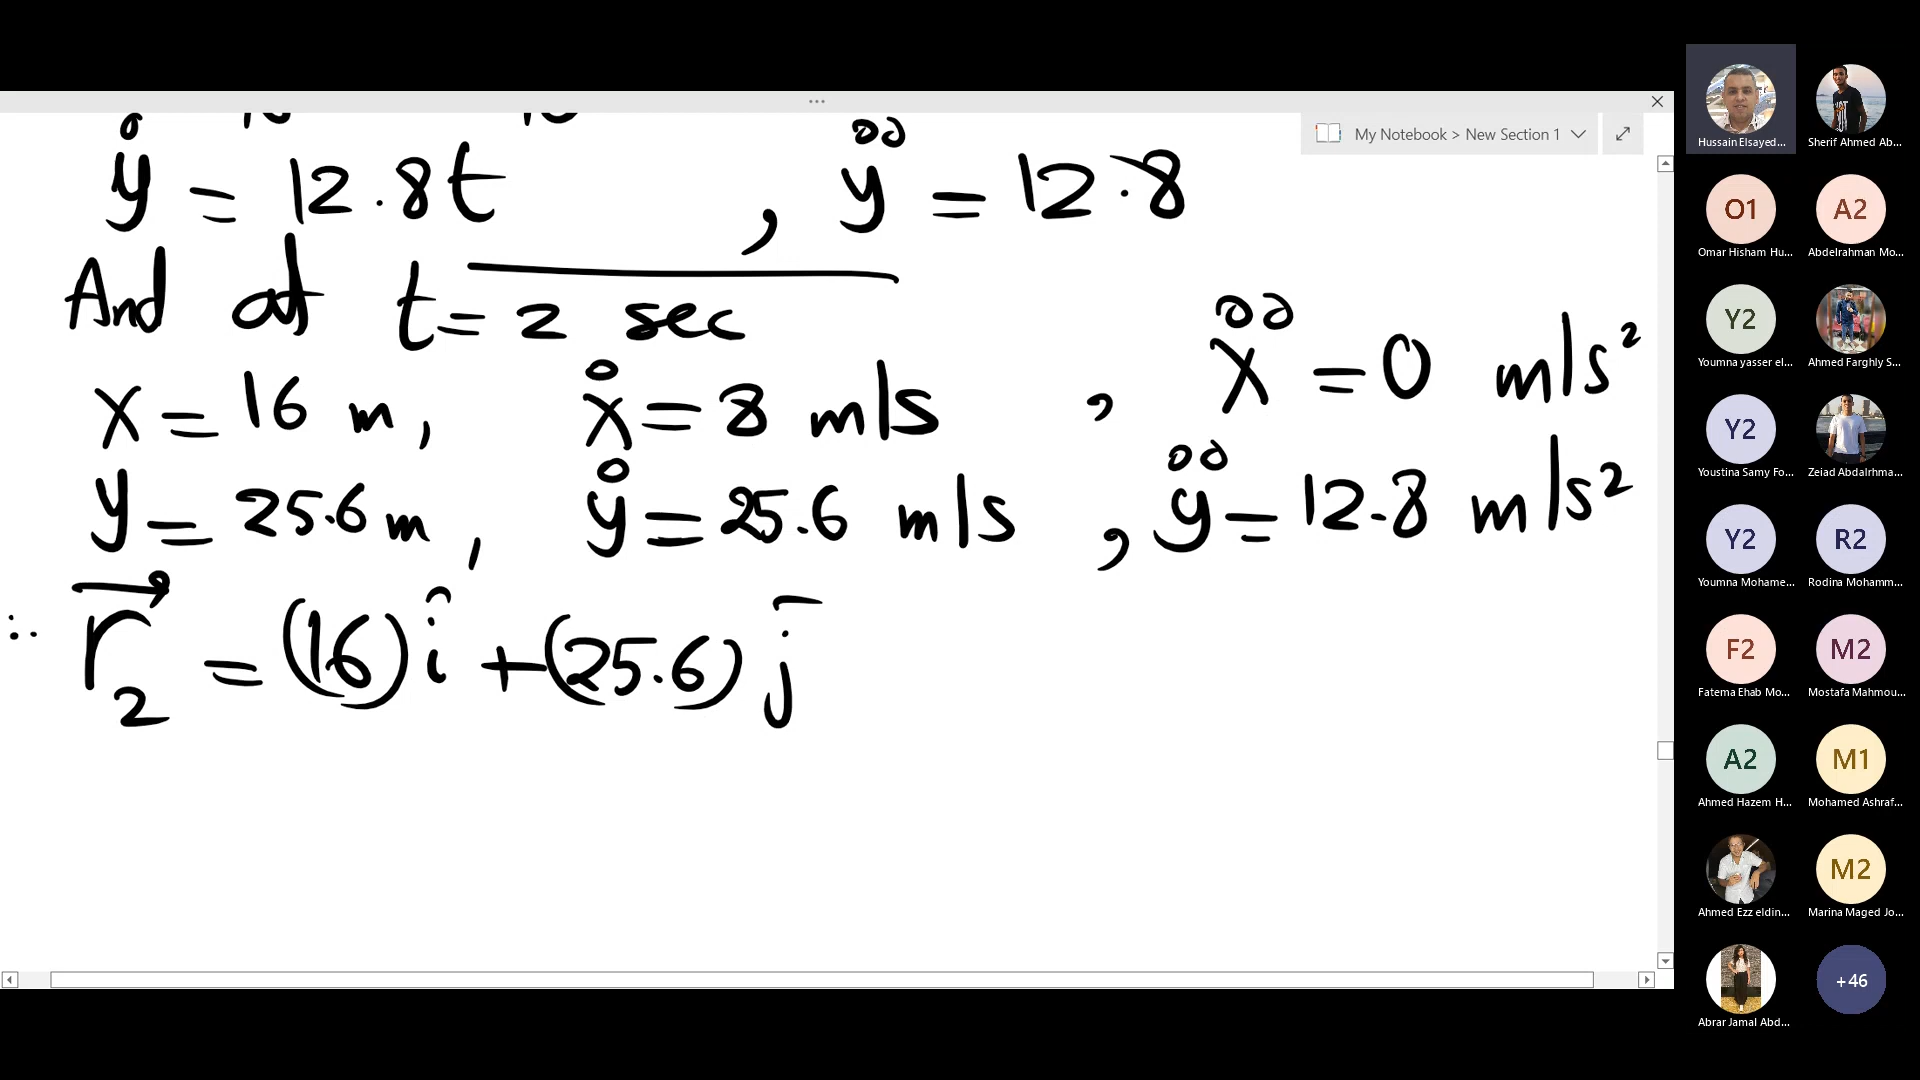 My Notebook > New Section 1
ẏ = 12.8t , ÿ = 12.8
And at t = 2 sec
x = 16 m, ẋ = 8 m/s , ẍ = 0 m/s²
y = 25.6 m, ẏ = 25.6 m/s , ÿ = 12.8 m/s²
∴ r⃗₂ = (16) i + (25.6) j
Hussain Elsayed...
Sherif Ahmed Ab...
O1
A2
Omar Hisham Hu...
Abdelrahman Mo...
Y2
Youmna yasser el...
Ahmed Farghly S...
Y2
Youstina Samy Fo...
Zeiad Abdalrhma...
Y2
R2
Youmna Mohame...
Rodina Mohamm...
F2
M2
Fatema Ehab Mo...
Mostafa Mahmou...
A2
M1
Ahmed Hazem H...
Mohamed Ashraf...
M2
Ahmed Ezz eldin...
Marina Maged Jo...
+46
Abrar Jamal Abd...